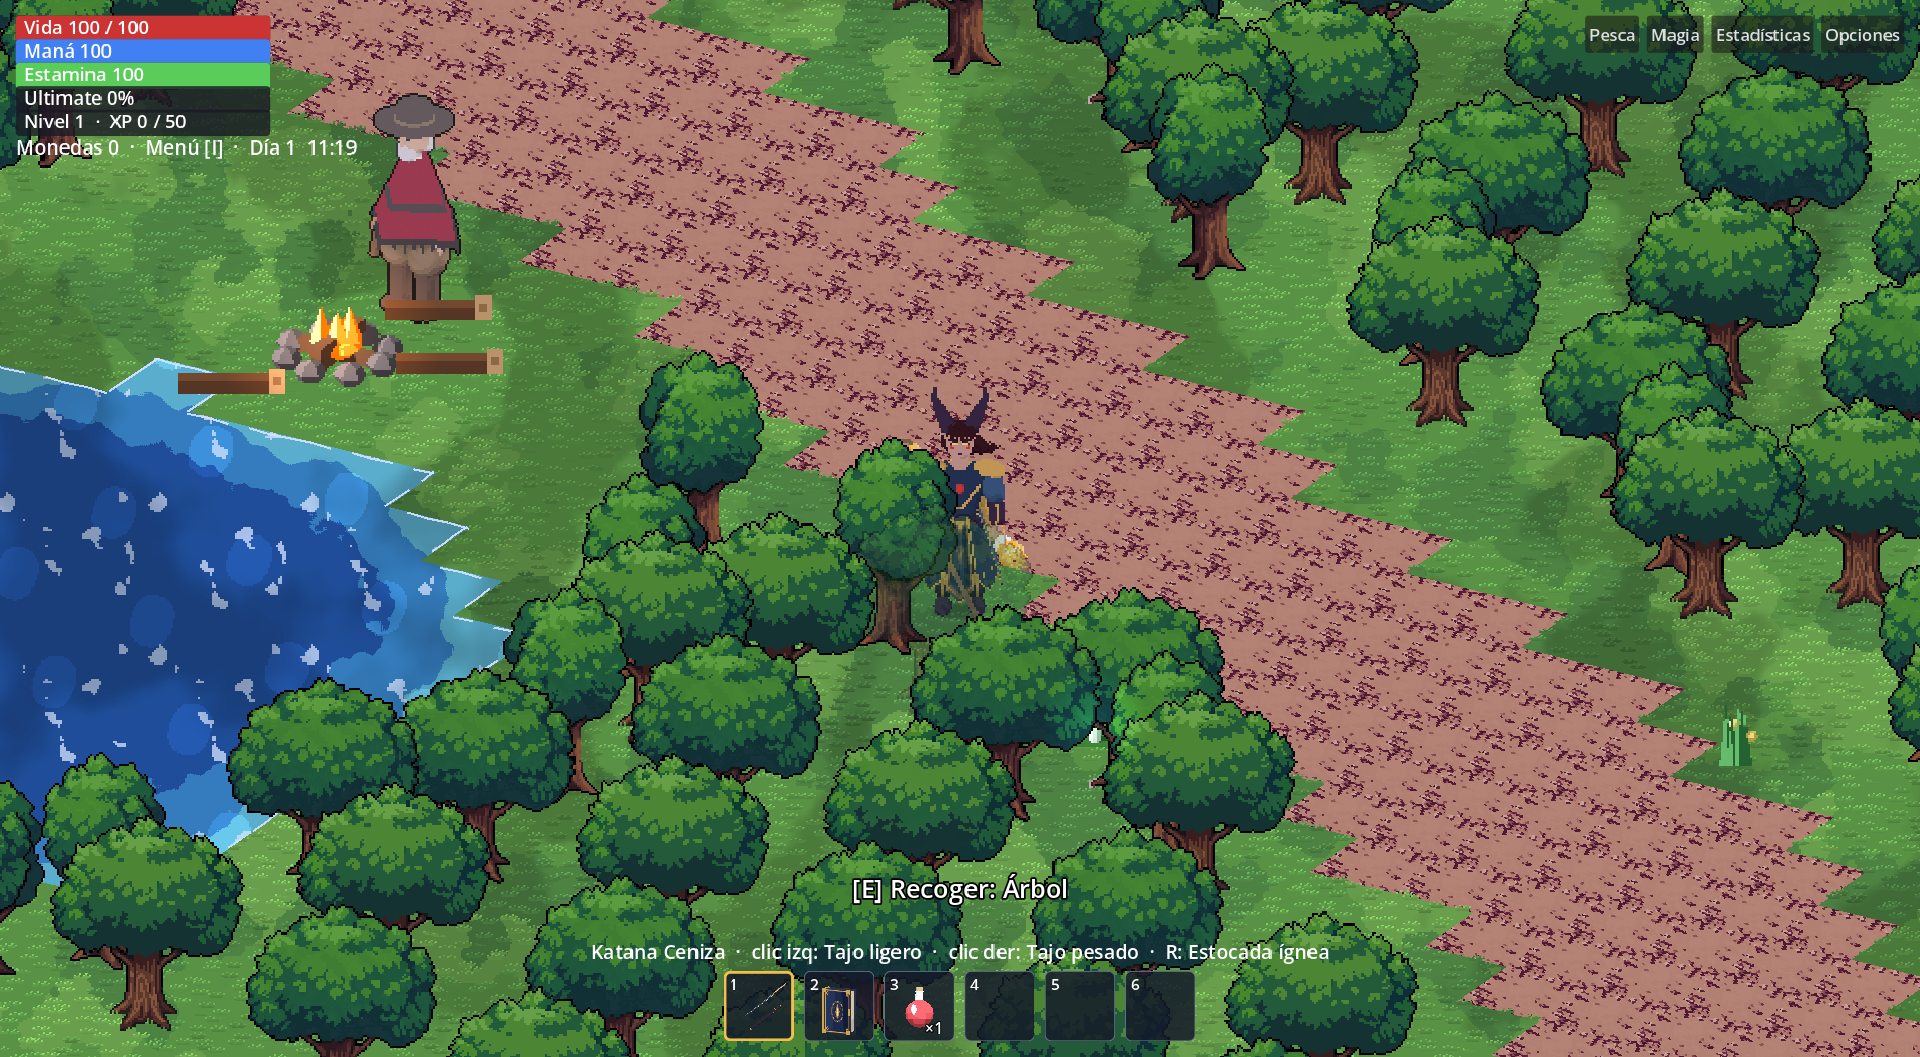 Vida 100 / 100
Maná 100
Estamina 100
Ultimate 0%
Nivel 1 · XP 0 / 50
Monedas 0 · Menú [I] · Día 1 11:19
Pesca Magia Estadísticas Opciones
[E] Recoger: Árbol
Katana Ceniza · clic izq: Tajo ligero · clic der: Tajo pesado · R: Estocada ígnea
1 2 3 4 5 6
×1